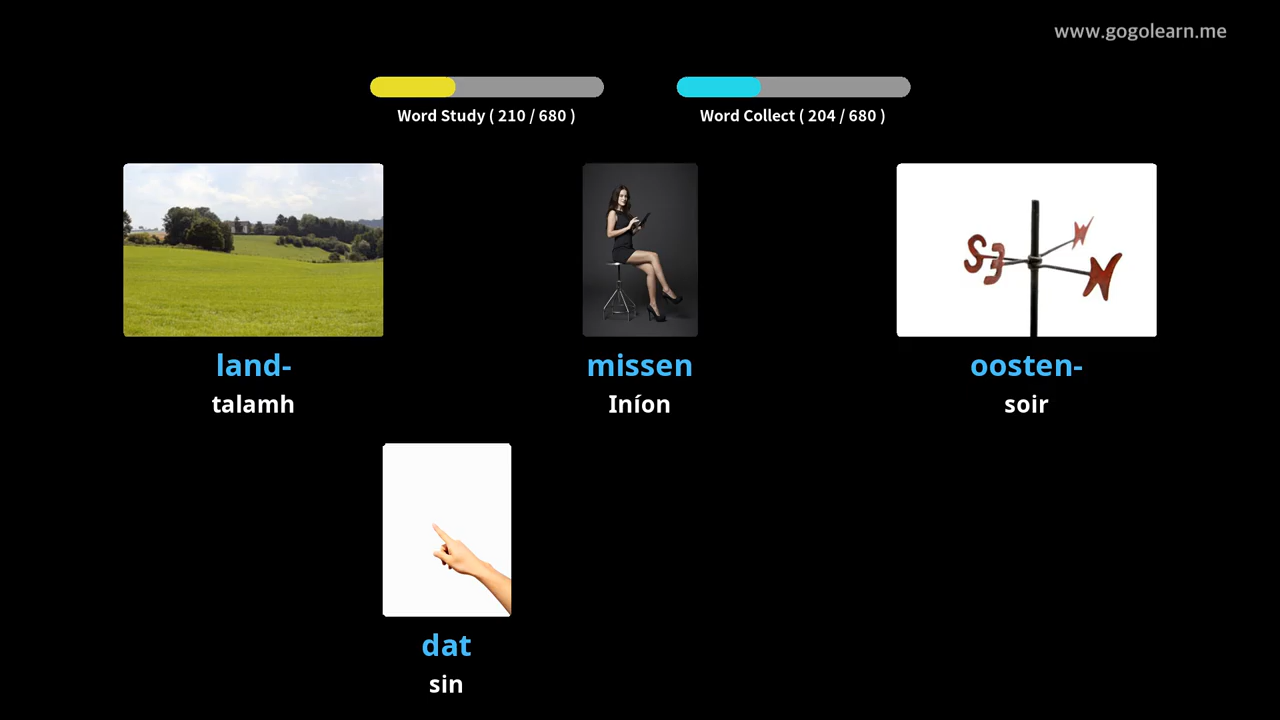 www.gogolearn.me
Word Study ( 210 / 680 )
Word Collect ( 204 / 680 )
S E N W
land-
missen
oosten-
talamh
Iníon
soir
dat
sin